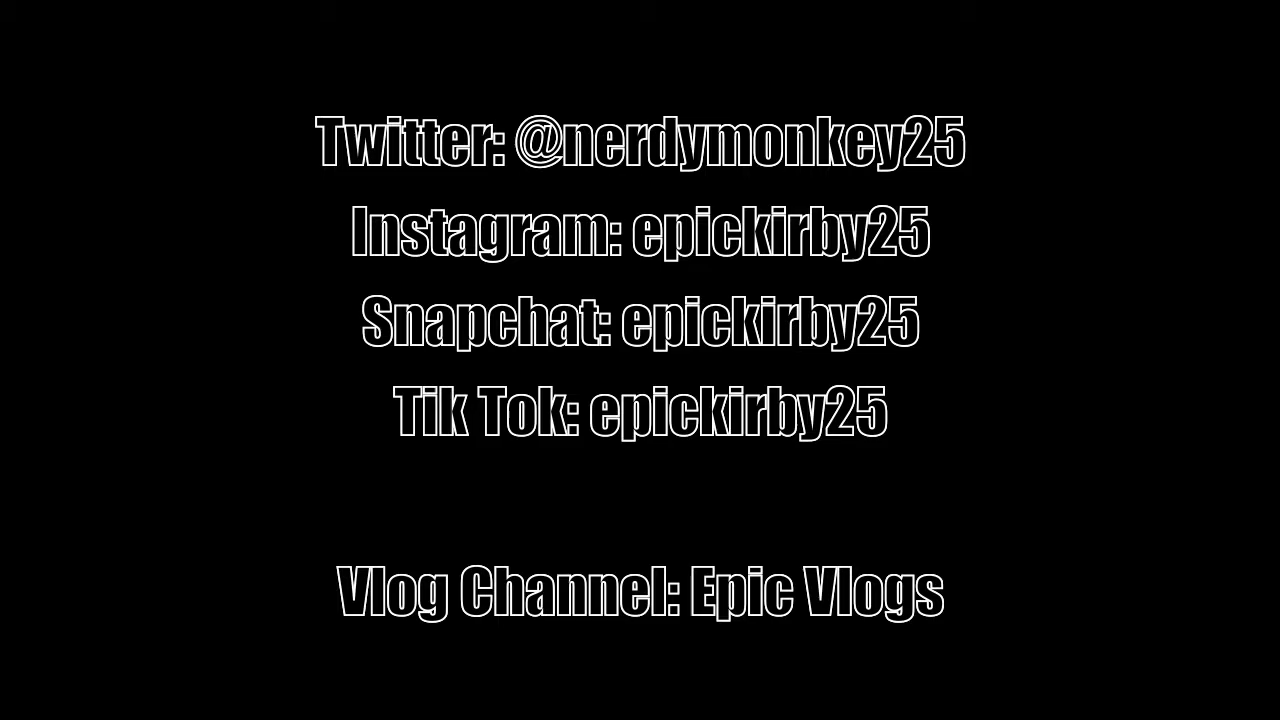 Twitter: @nerdymonkey25
Instagram: epickirby25
Snapchat: epickirby25
Tik Tok: epickirby25
Vlog Channel: Epic Vlogs